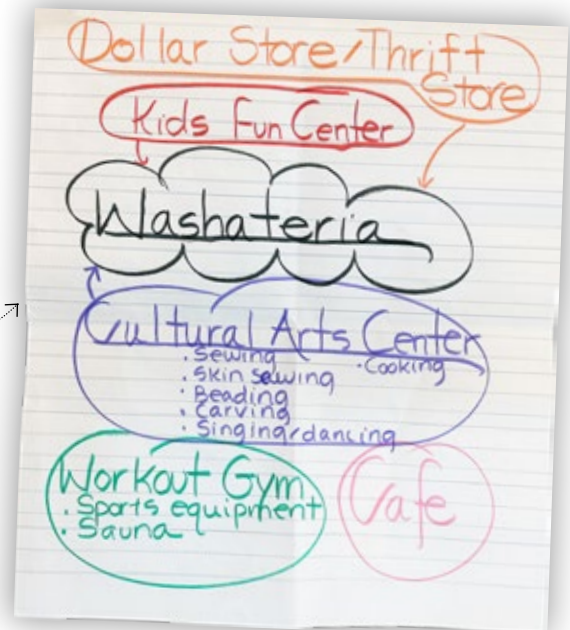 Dollar Store/Thrift
Store
Kids Fun Center
Washateria
Cultural Arts Center
· Sewing
· Cooking
· Skin sewing
· Beading
· Carving
· Singing/dancing
Workout Gym
· Sports equipment
· Sauna
Cafe